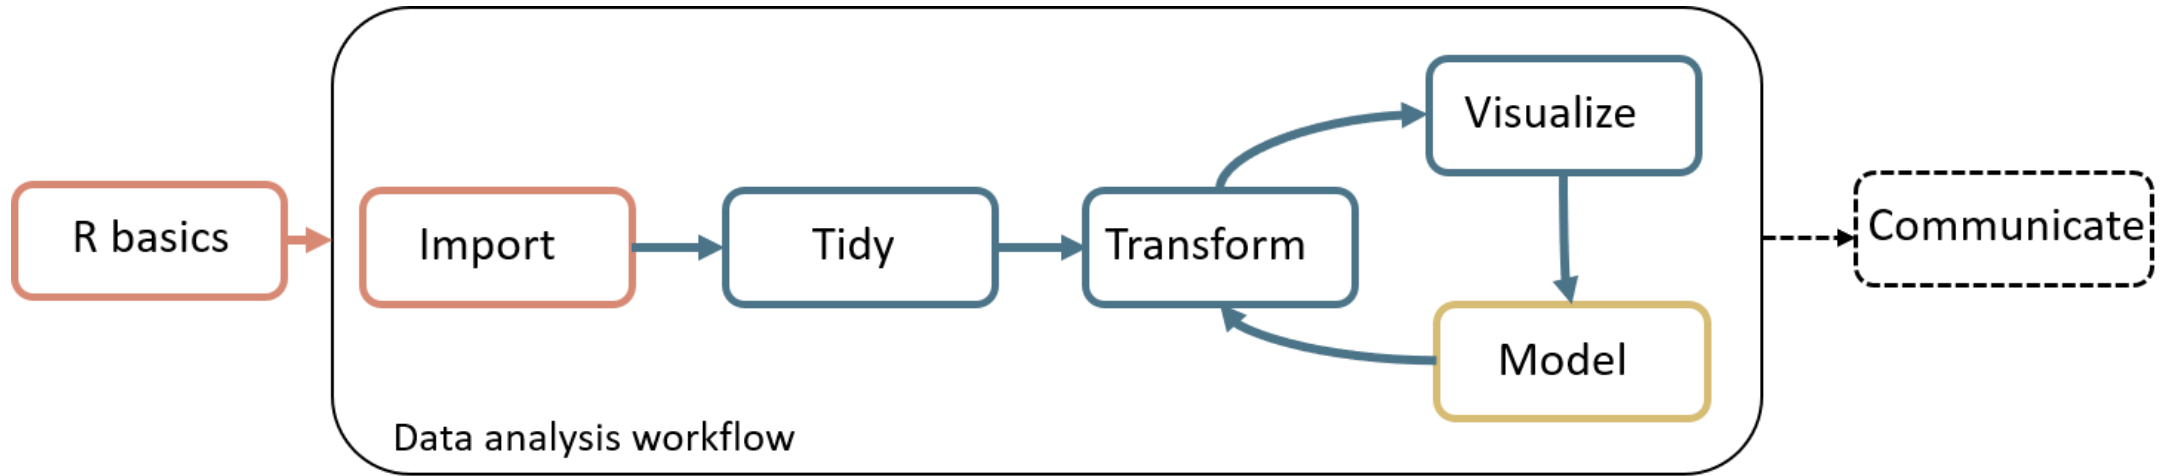 R basics
Import
Tidy
Transform
Visualize
Model
Data analysis workflow
Communicate